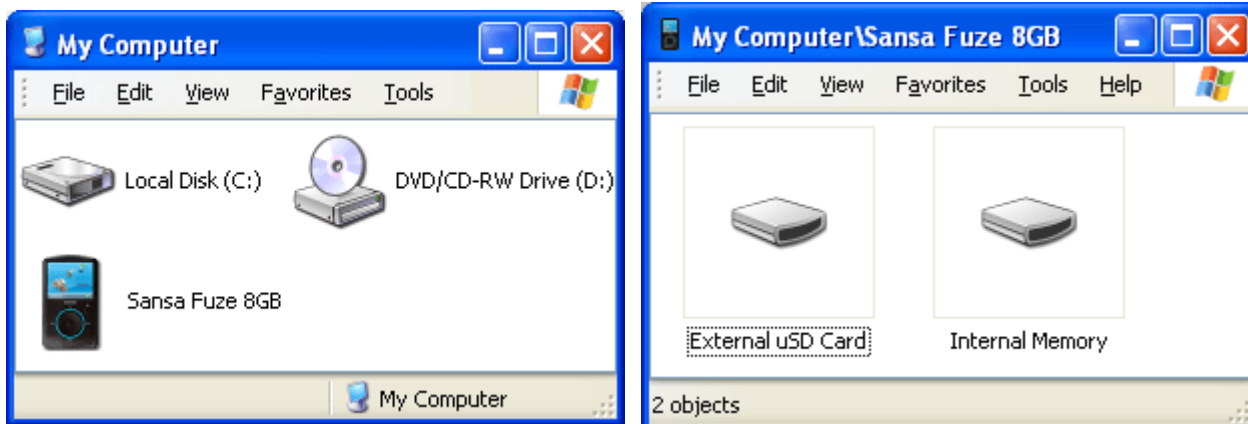 My Computer
File Edit View Favorites Tools
Local Disk (C:) DVD/CD-RW Drive (D:)
Sansa Fuze 8GB
My Computer
My Computer\Sansa Fuze 8GB
File Edit View Favorites Tools Help
External uSD Card Internal Memory
2 objects